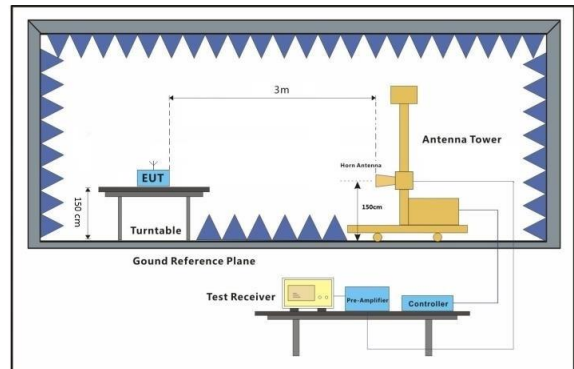 3m
Antenna Tower
Horn Antenna
EUT
150 cm
150cm
Turntable
Gound Reference Plane
Test Receiver
Pre-Amplifier
Controller